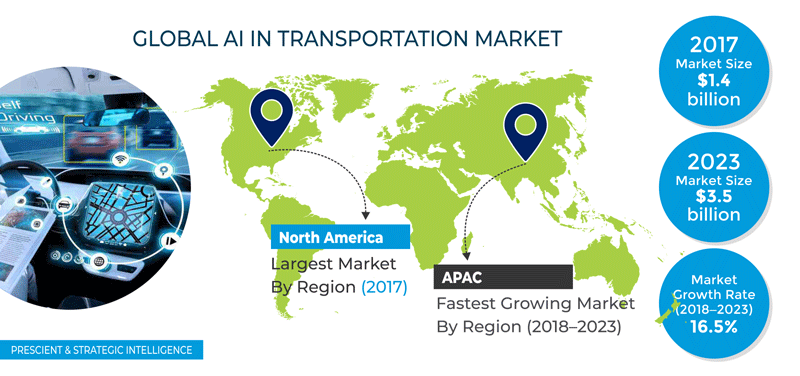 GLOBAL AI IN TRANSPORTATION MARKET
elf
Driving
North America
Largest Market
By Region (2017)
APAC
Fastest Growing Market
By Region (2018–2023)
2017
Market Size
$1.4
billion
2023
Market Size
$3.5
billion
Market
Growth Rate
(2018–2023)
16.5%
PRESCIENT & STRATEGIC INTELLIGENCE